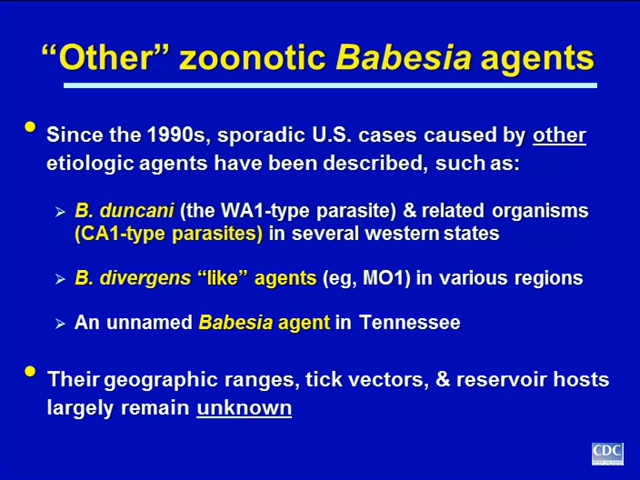 “Other” zoonotic Babesia agents
• Since the 1990s, sporadic U.S. cases caused by other
etiologic agents have been described, such as:
➢ B. duncani (the WA1-type parasite) & related organisms
(CA1-type parasites) in several western states
➢ B. divergens “like” agents (eg, MO1) in various regions
➢ An unnamed Babesia agent in Tennessee
• Their geographic ranges, tick vectors, & reservoir hosts
largely remain unknown
CDC